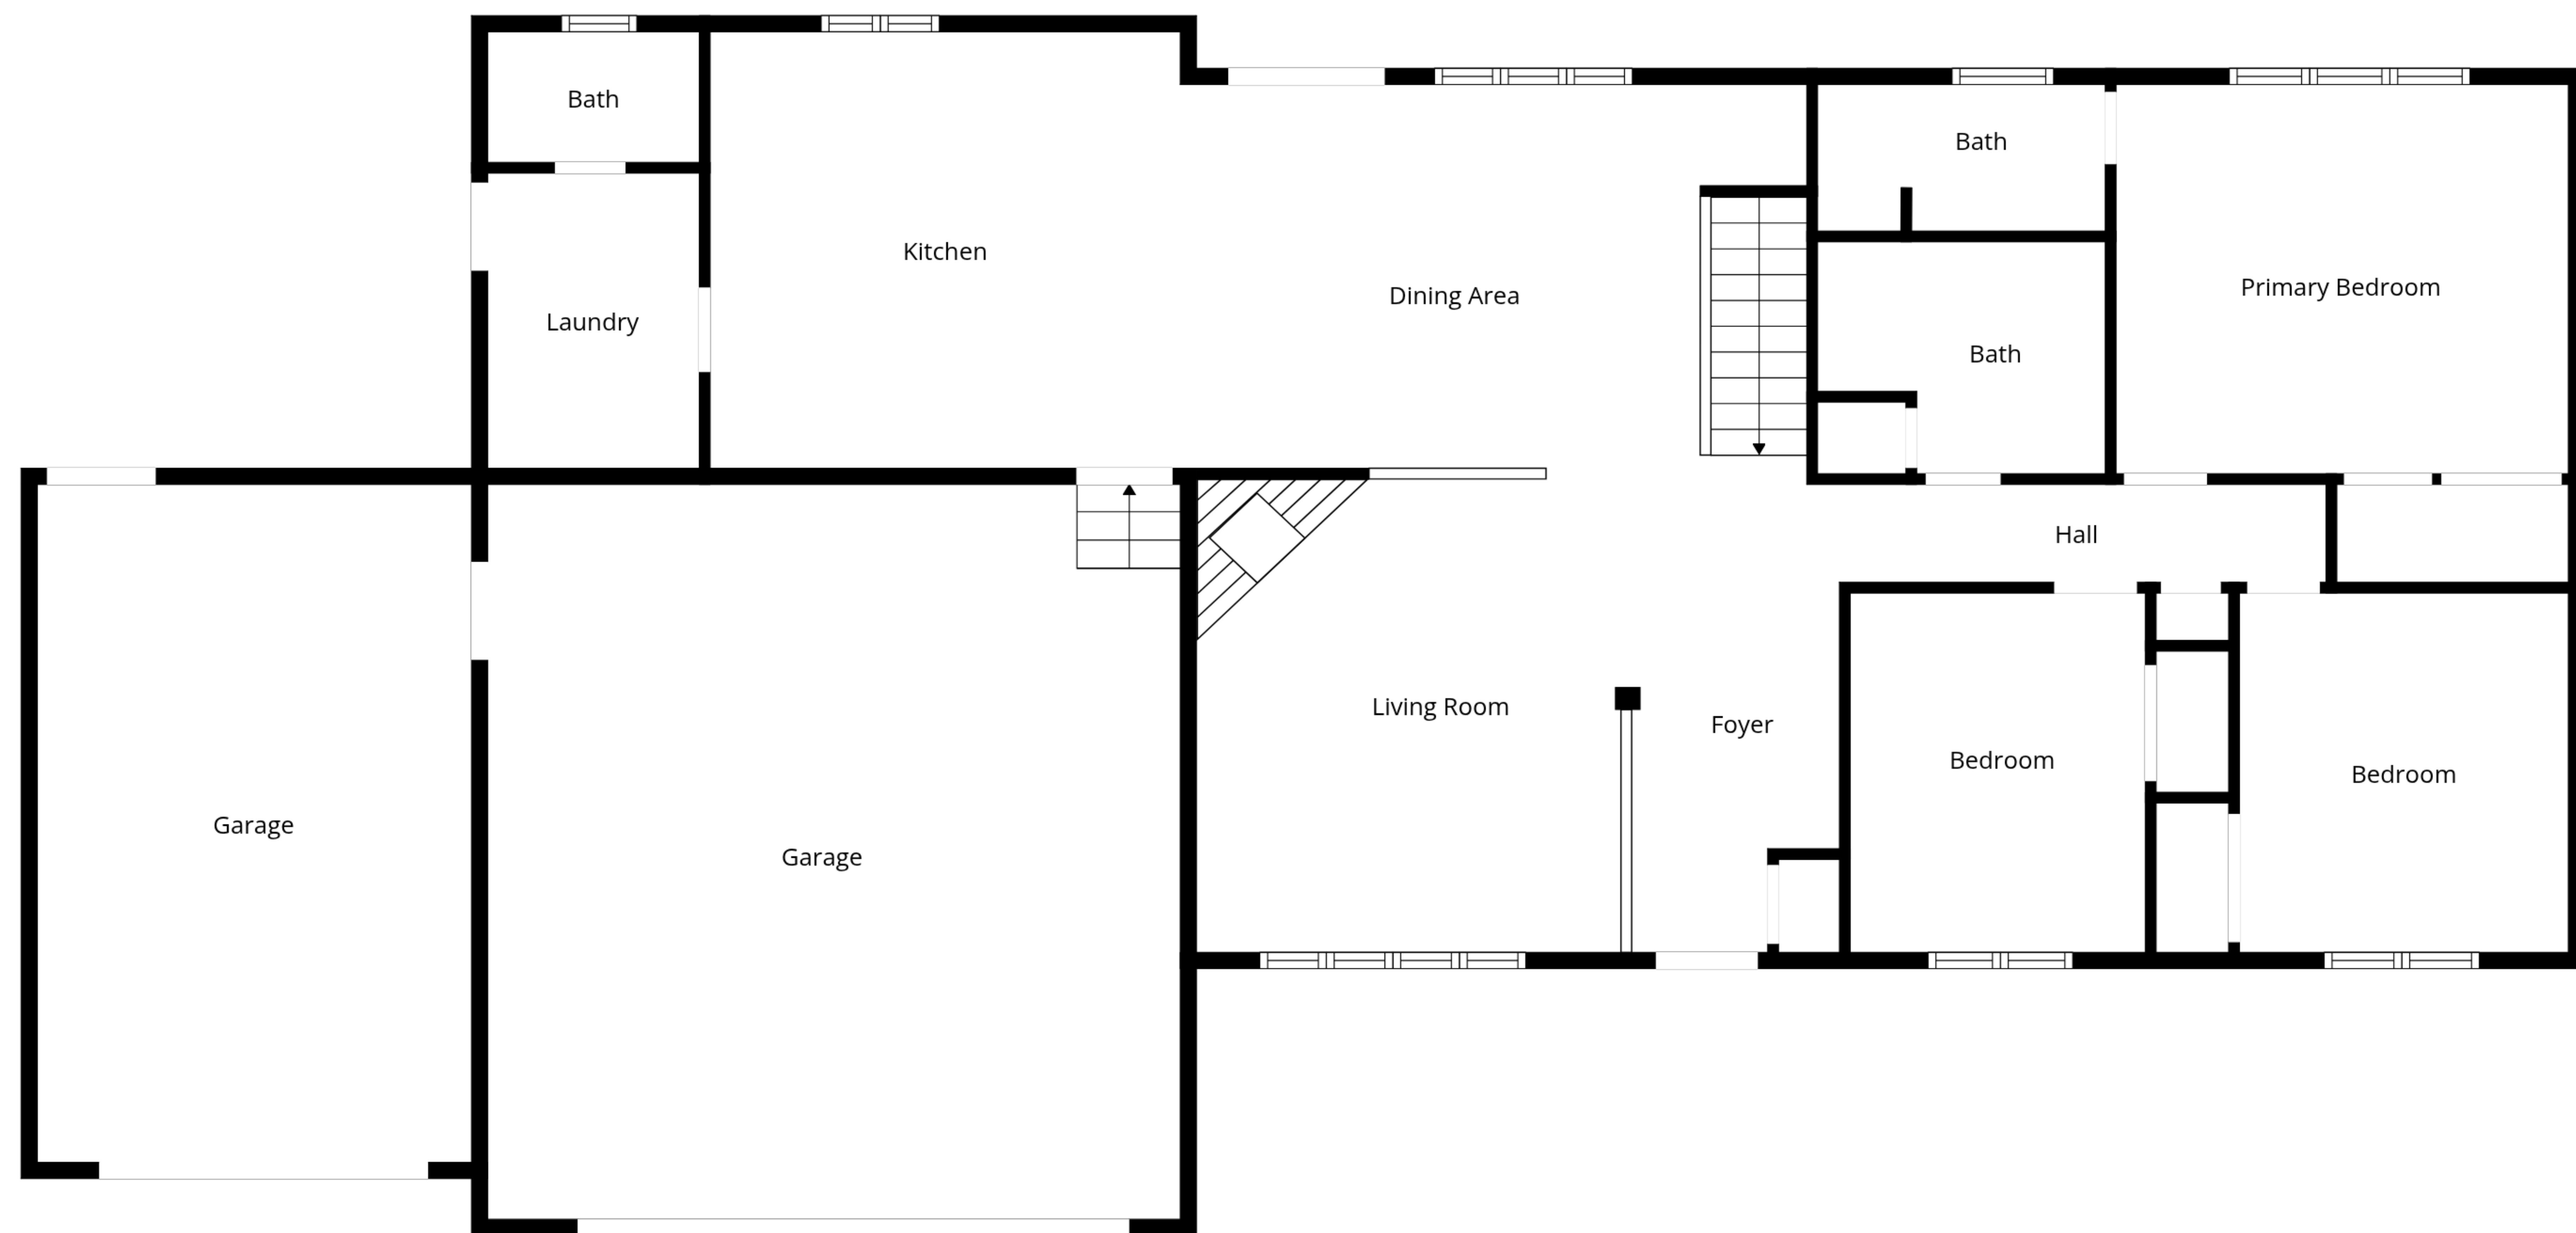 Bath
Bath
Kitchen
Primary Bedroom
Dining Area
Laundry
Bath
Hall
Living Room
Foyer
Bedroom
Bedroom
Garage
Garage